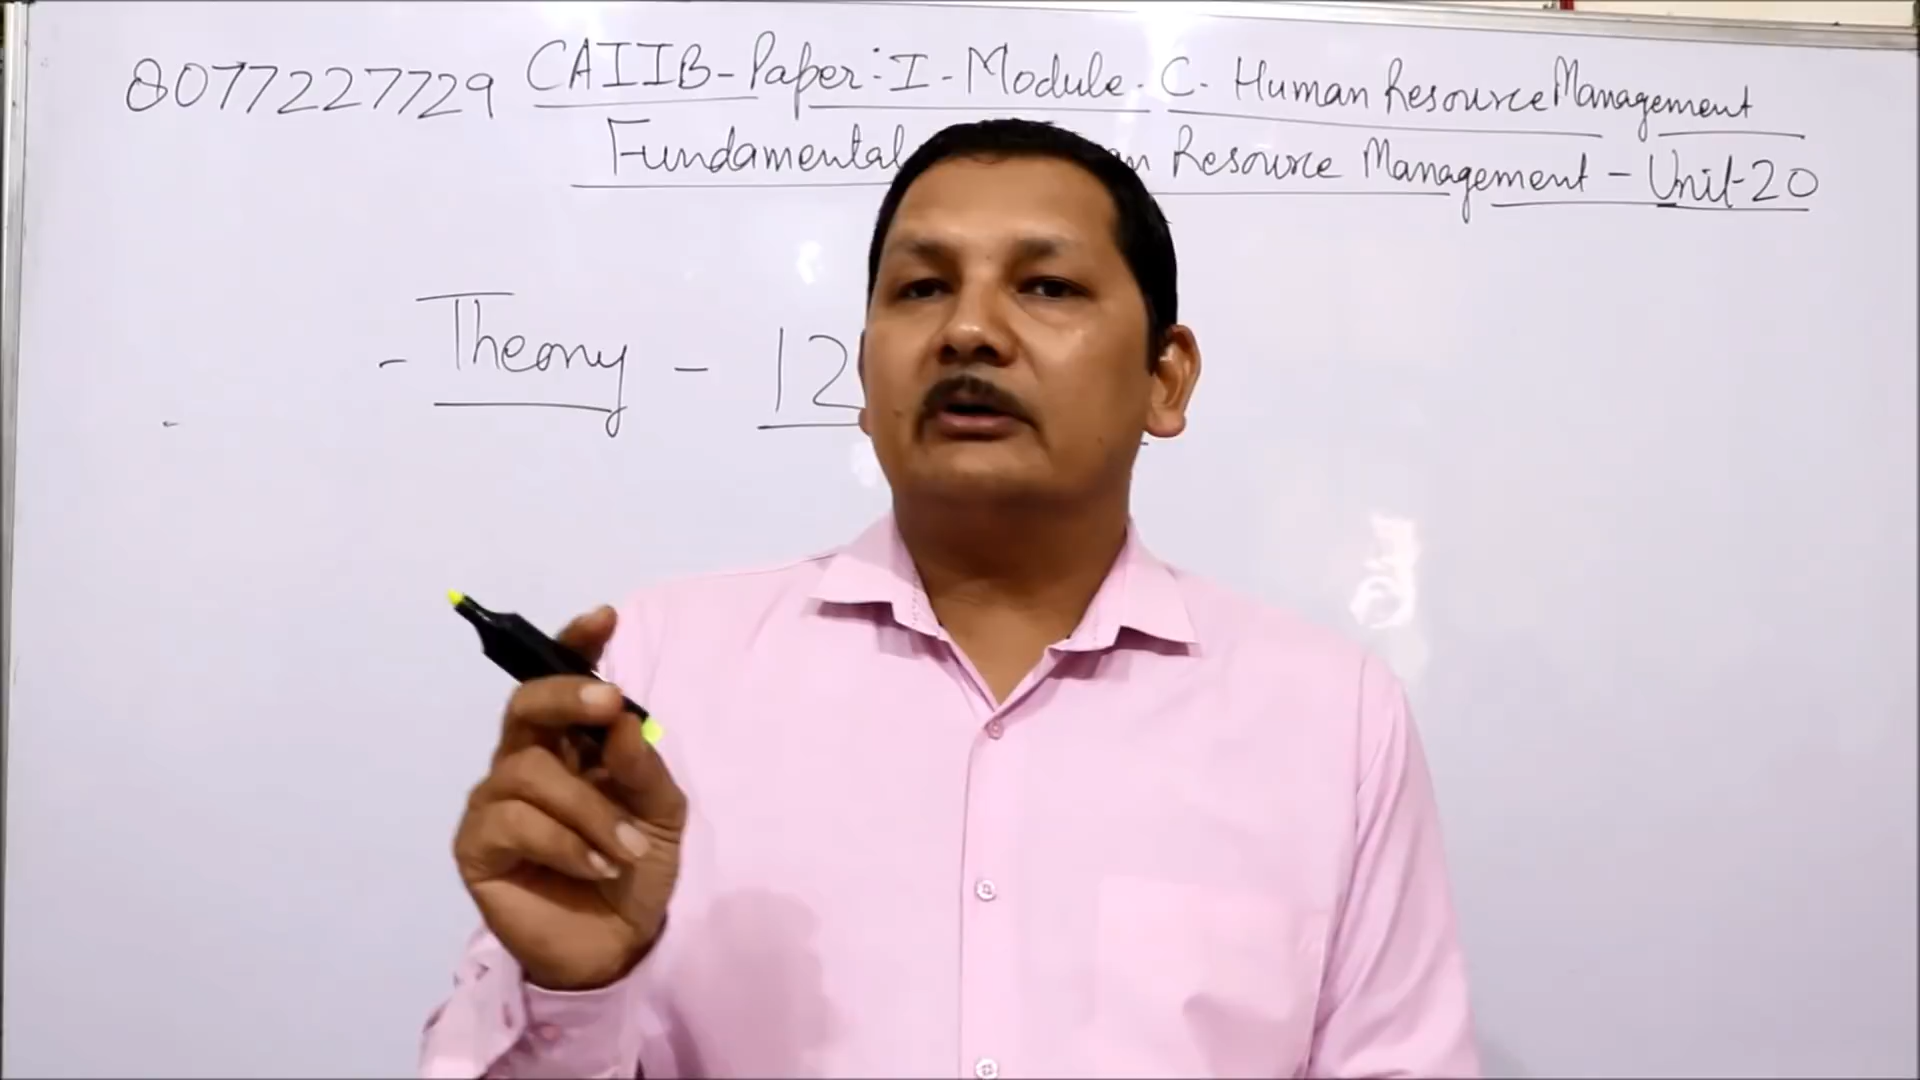 8077227729 CAIIB-Paper:I-Module-C-Human Resource Management
Fundamental Resource Management - Unit-20
- Theory - 12